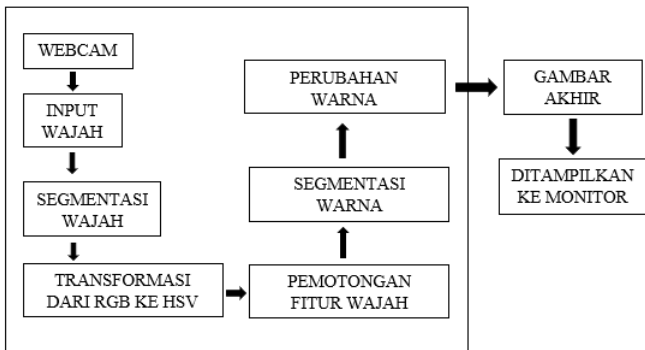 WEBCAM
INPUT
WAJAH
SEGMENTASI
WAJAH
TRANSFORMASI
DARI RGB KE HSV
PEMOTONGAN
FITUR WAJAH
SEGMENTASI
WARNA
PERUBAHAN
WARNA
GAMBAR
AKHIR
DITAMPILKAN
KE MONITOR